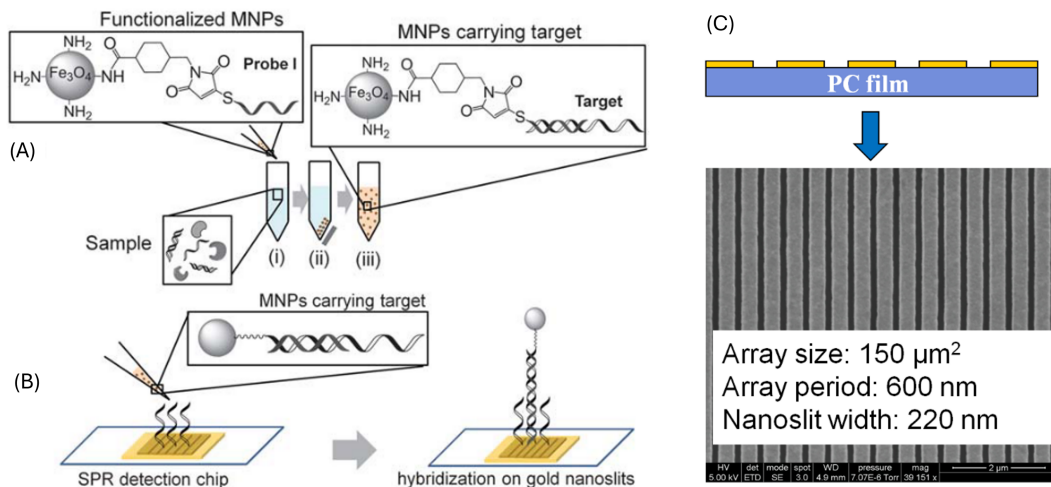 Functionalized MNPs
NH₂
H₂N
Fe₃O₄
NH
NH₂
O
N
O
O
S
Probe I
MNPs carrying target
NH₂
H₂N
Fe₃O₄
NH
NH₂
O
N
O
O
S
Target
(A)
Sample
(i)
(ii)
(iii)
(B)
MNPs carrying target
SPR detection chip
hybridization on gold nanoslits
(C)
PC film
Array size: 150 µm²
Array period: 600 nm
Nanoslit width: 220 nm
HV det mode spot WD pressure mag
5.00 kV ETD SE 3.0 4.9 mm 7.07E-6 Torr 39 151 x
2 µm